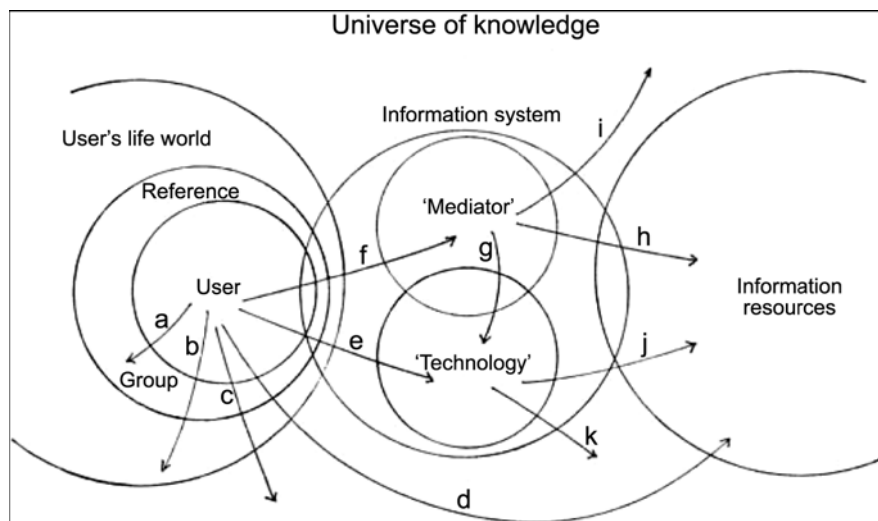 Universe of knowledge
Information system
i
User's life world
Reference
'Mediator'
f
g
h
User
Information
resources
a
b
e
'Technology'
j
Group
c
k
d